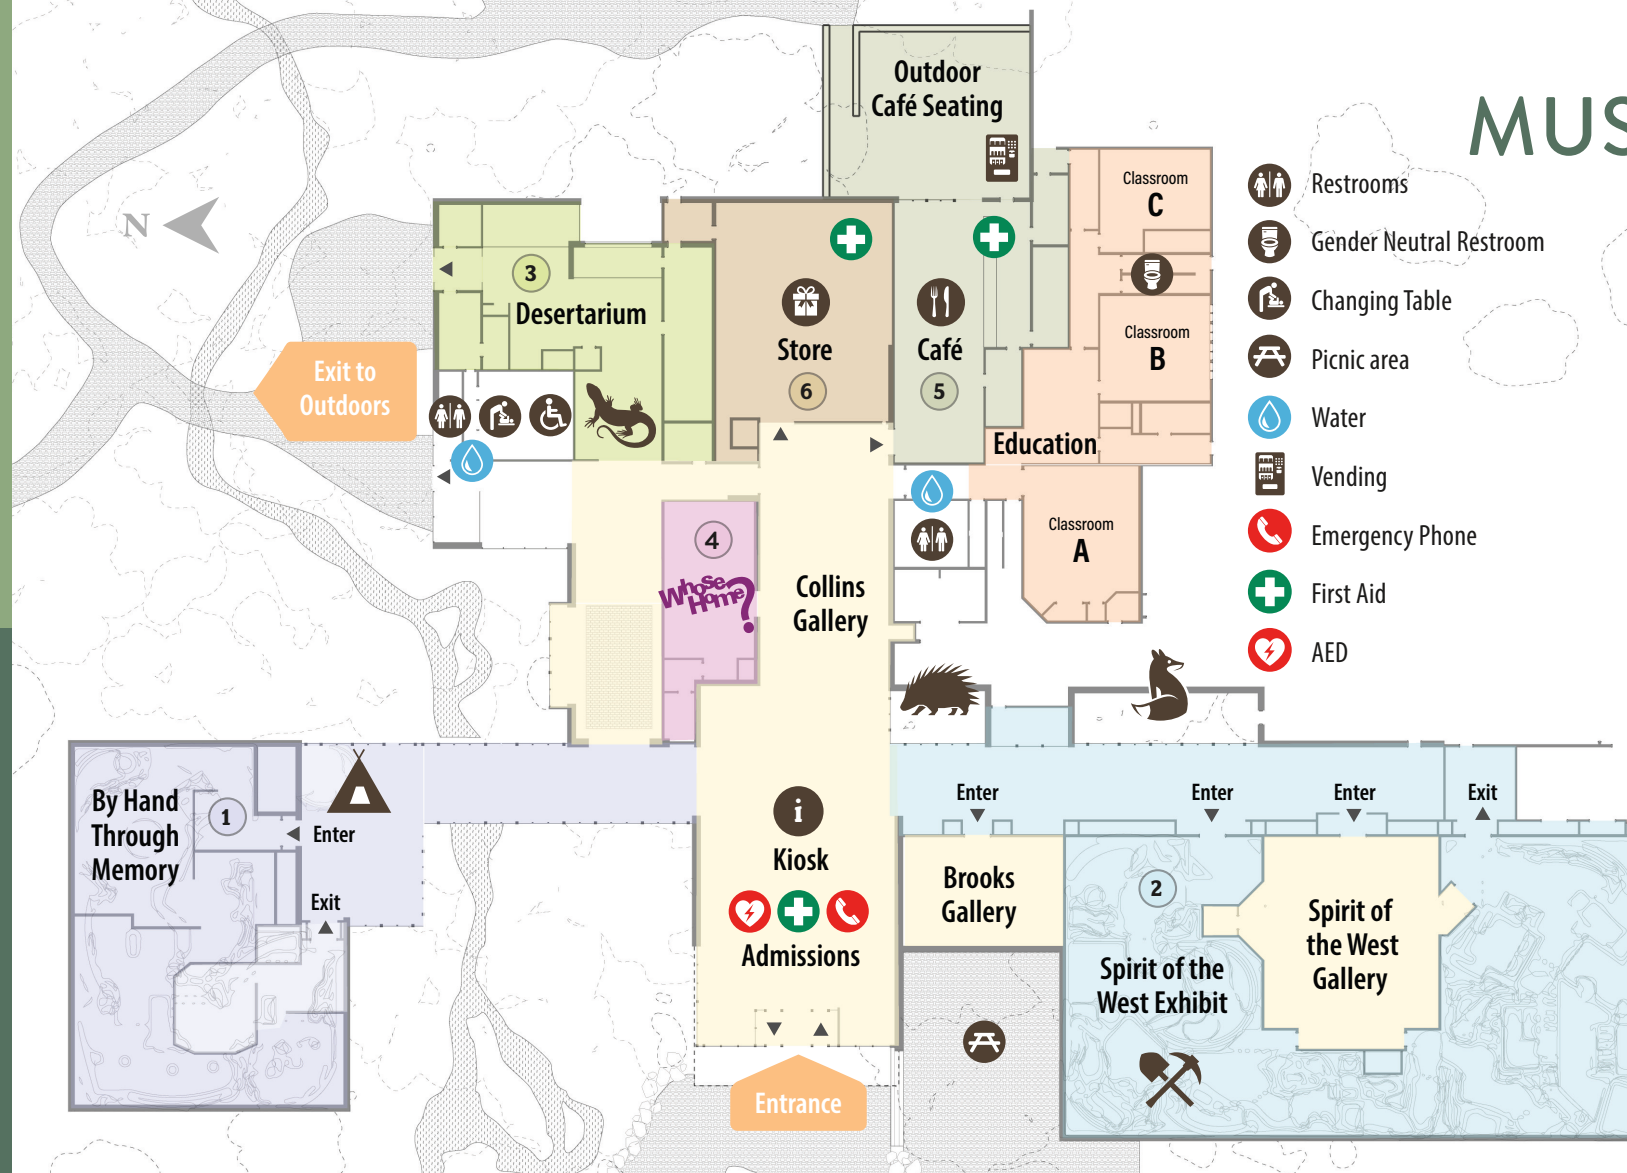 MUS
Outdoor
Café Seating
N
3
Desertarium
Exit to
Outdoors
Store
6
Café
5
Classroom
C
Classroom
B
Education
Classroom
A
4
Whose
Home?
Collins
Gallery
Restrooms
Gender Neutral Restroom
Changing Table
Picnic area
Water
Vending
Emergency Phone
First Aid
AED
By Hand
Through
Memory
1
Enter
Exit
i
Kiosk
Admissions
Entrance
Enter
Enter
Enter
Exit
Brooks
Gallery
2
Spirit of the
West Exhibit
Spirit of
the West
Gallery